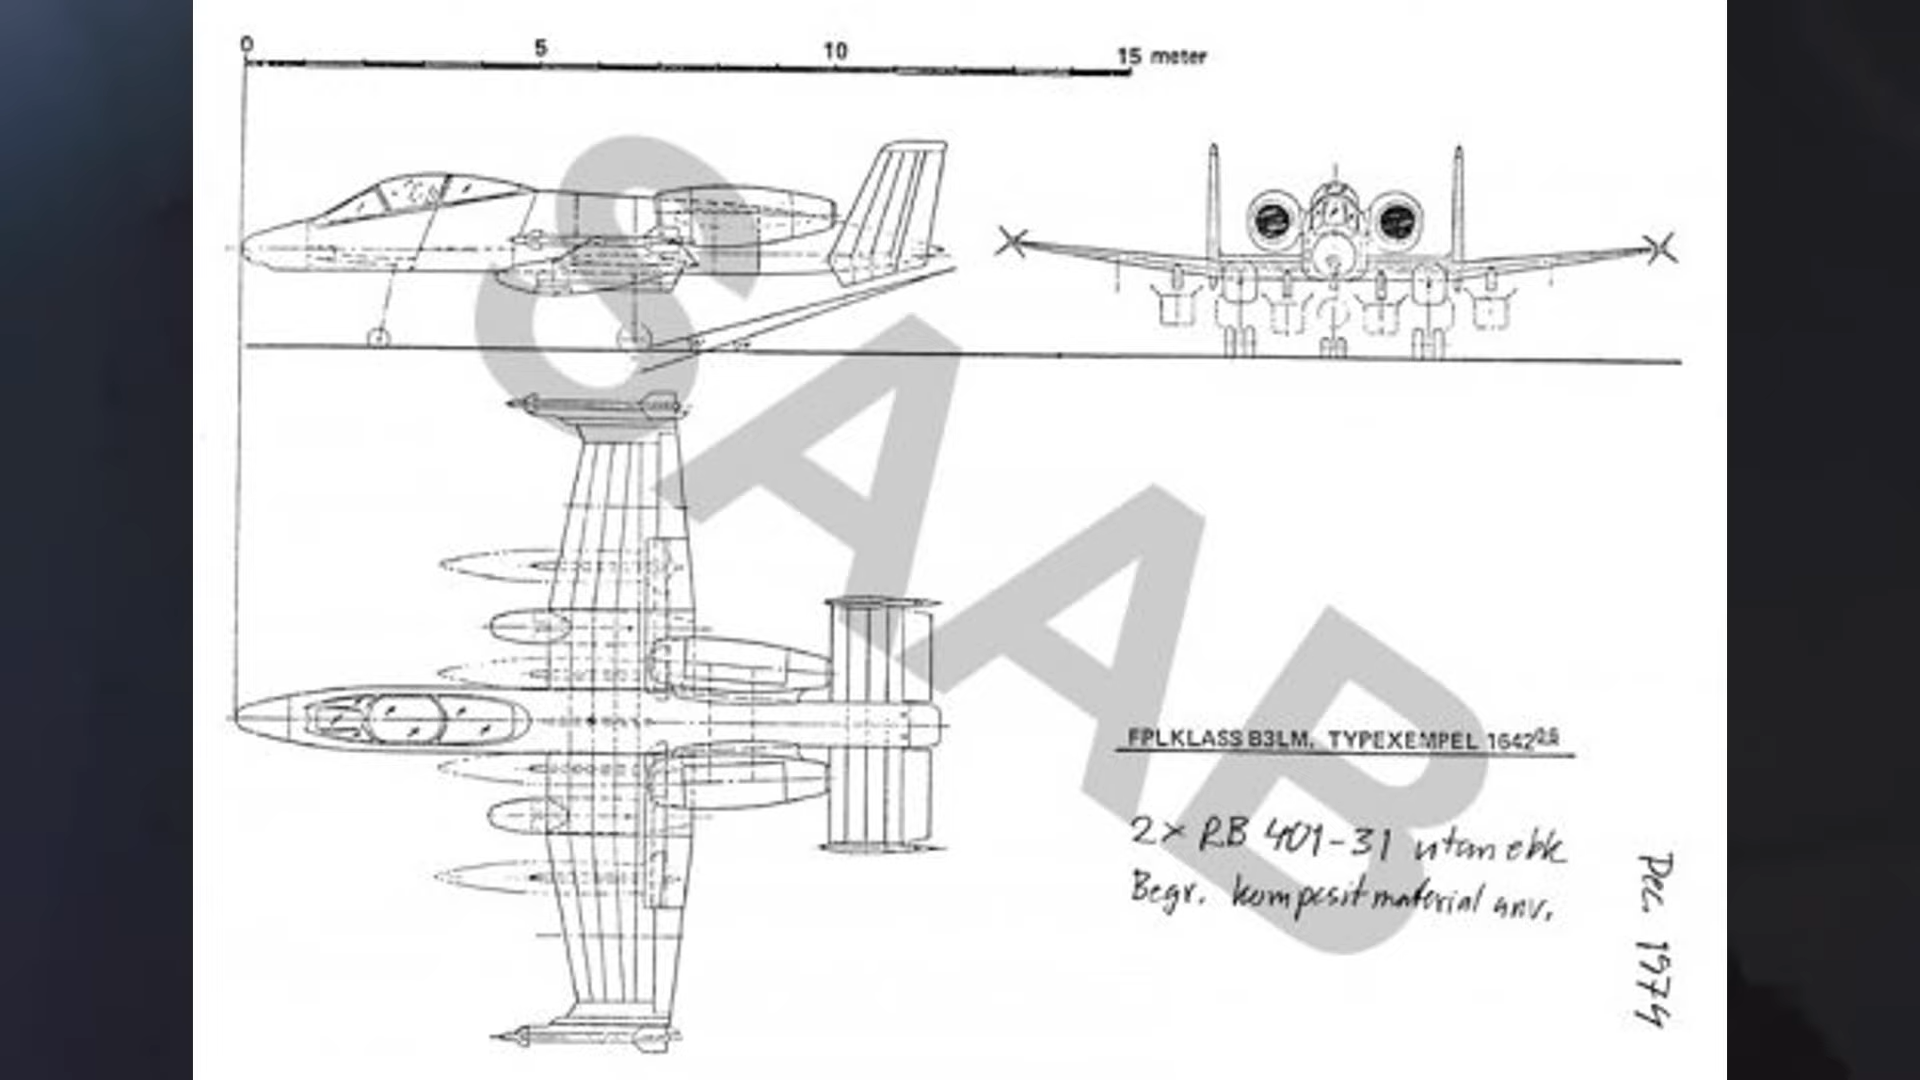 0 5 10 15 meter
SAAB
FPLKLASS B3LM. TYPEXEMPEL 1642
2x RB 401-31 utan ebk
Begr. kompositmaterial anv.
Dec. 1974